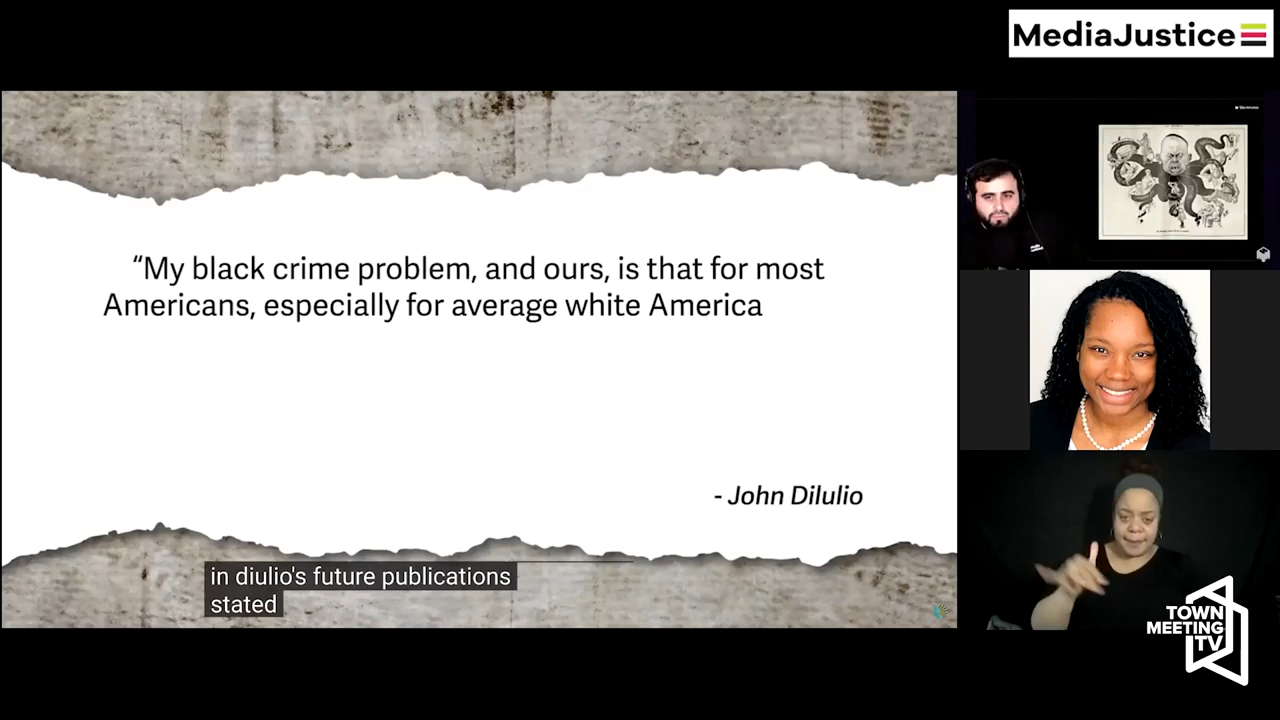 MediaJustice
“My black crime problem, and ours, is that for most
Americans, especially for average white America
- John Dilulio
in diulio's future publications
stated
TOWN
MEETING
TV